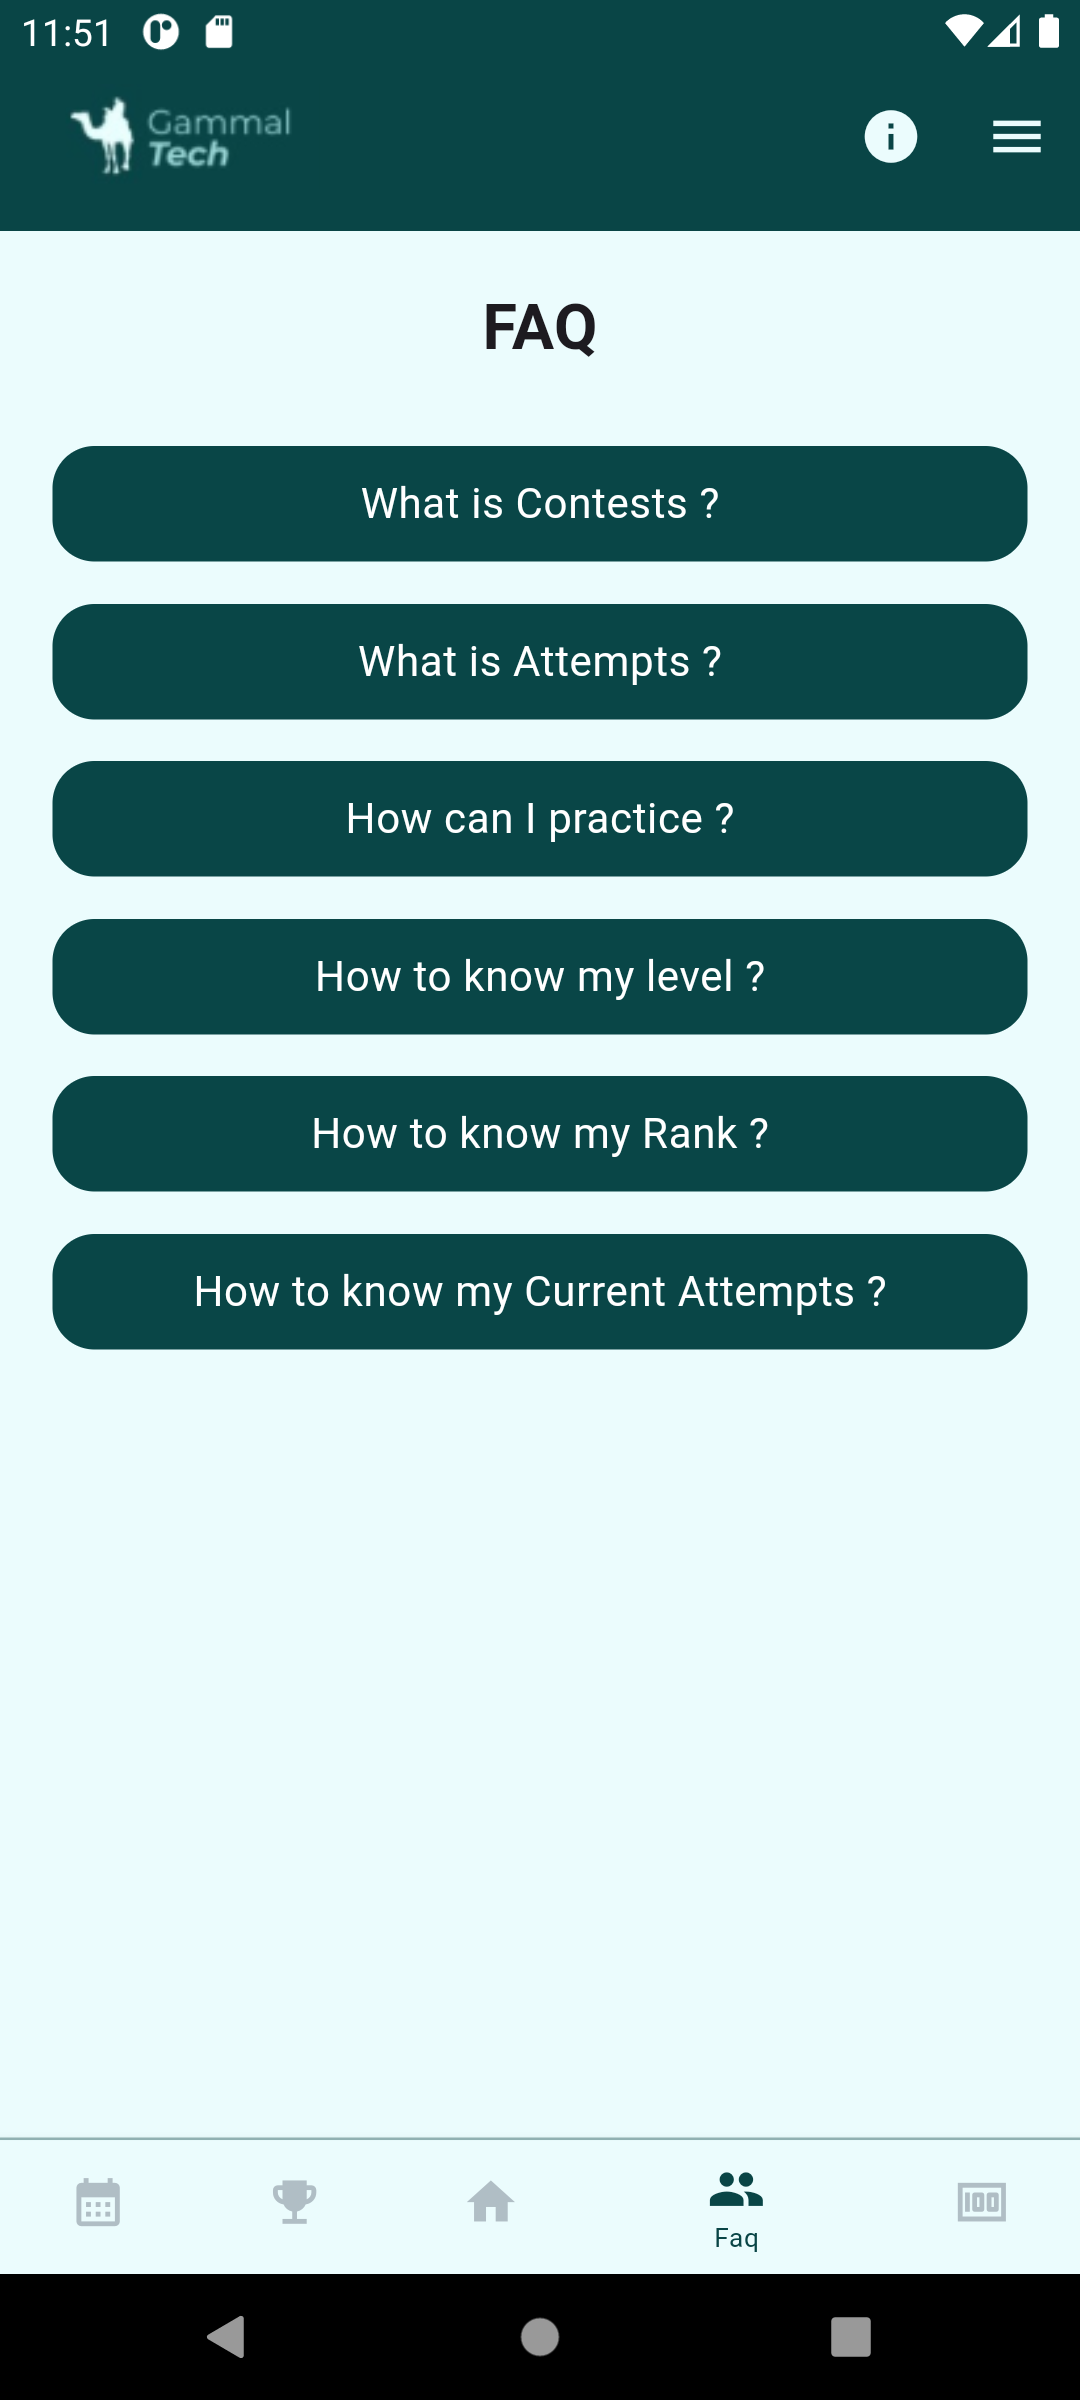 11:51
Gammal
Tech
FAQ
What is Contests ?
What is Attempts ?
How can I practice ?
How to know my level ?
How to know my Rank ?
How to know my Current Attempts ?
Faq